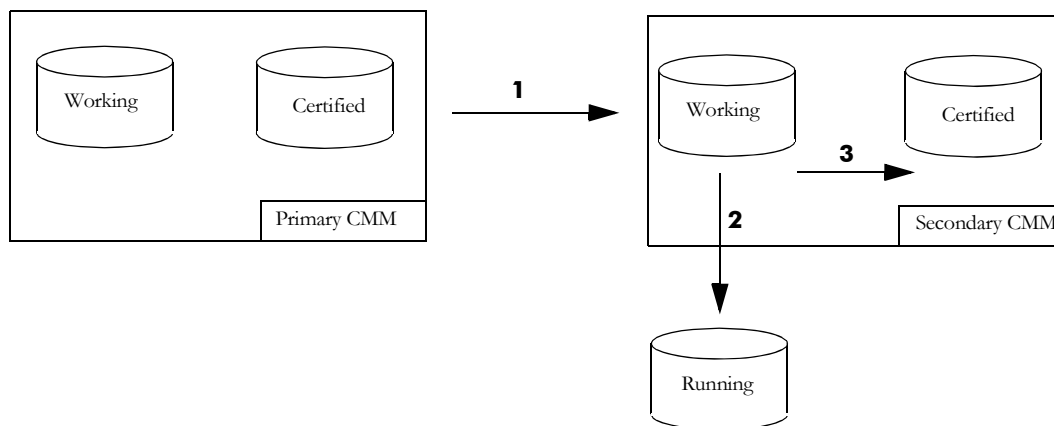 Working
Certified
Primary CMM
1
Working
Certified
3
Secondary CMM
2
Running